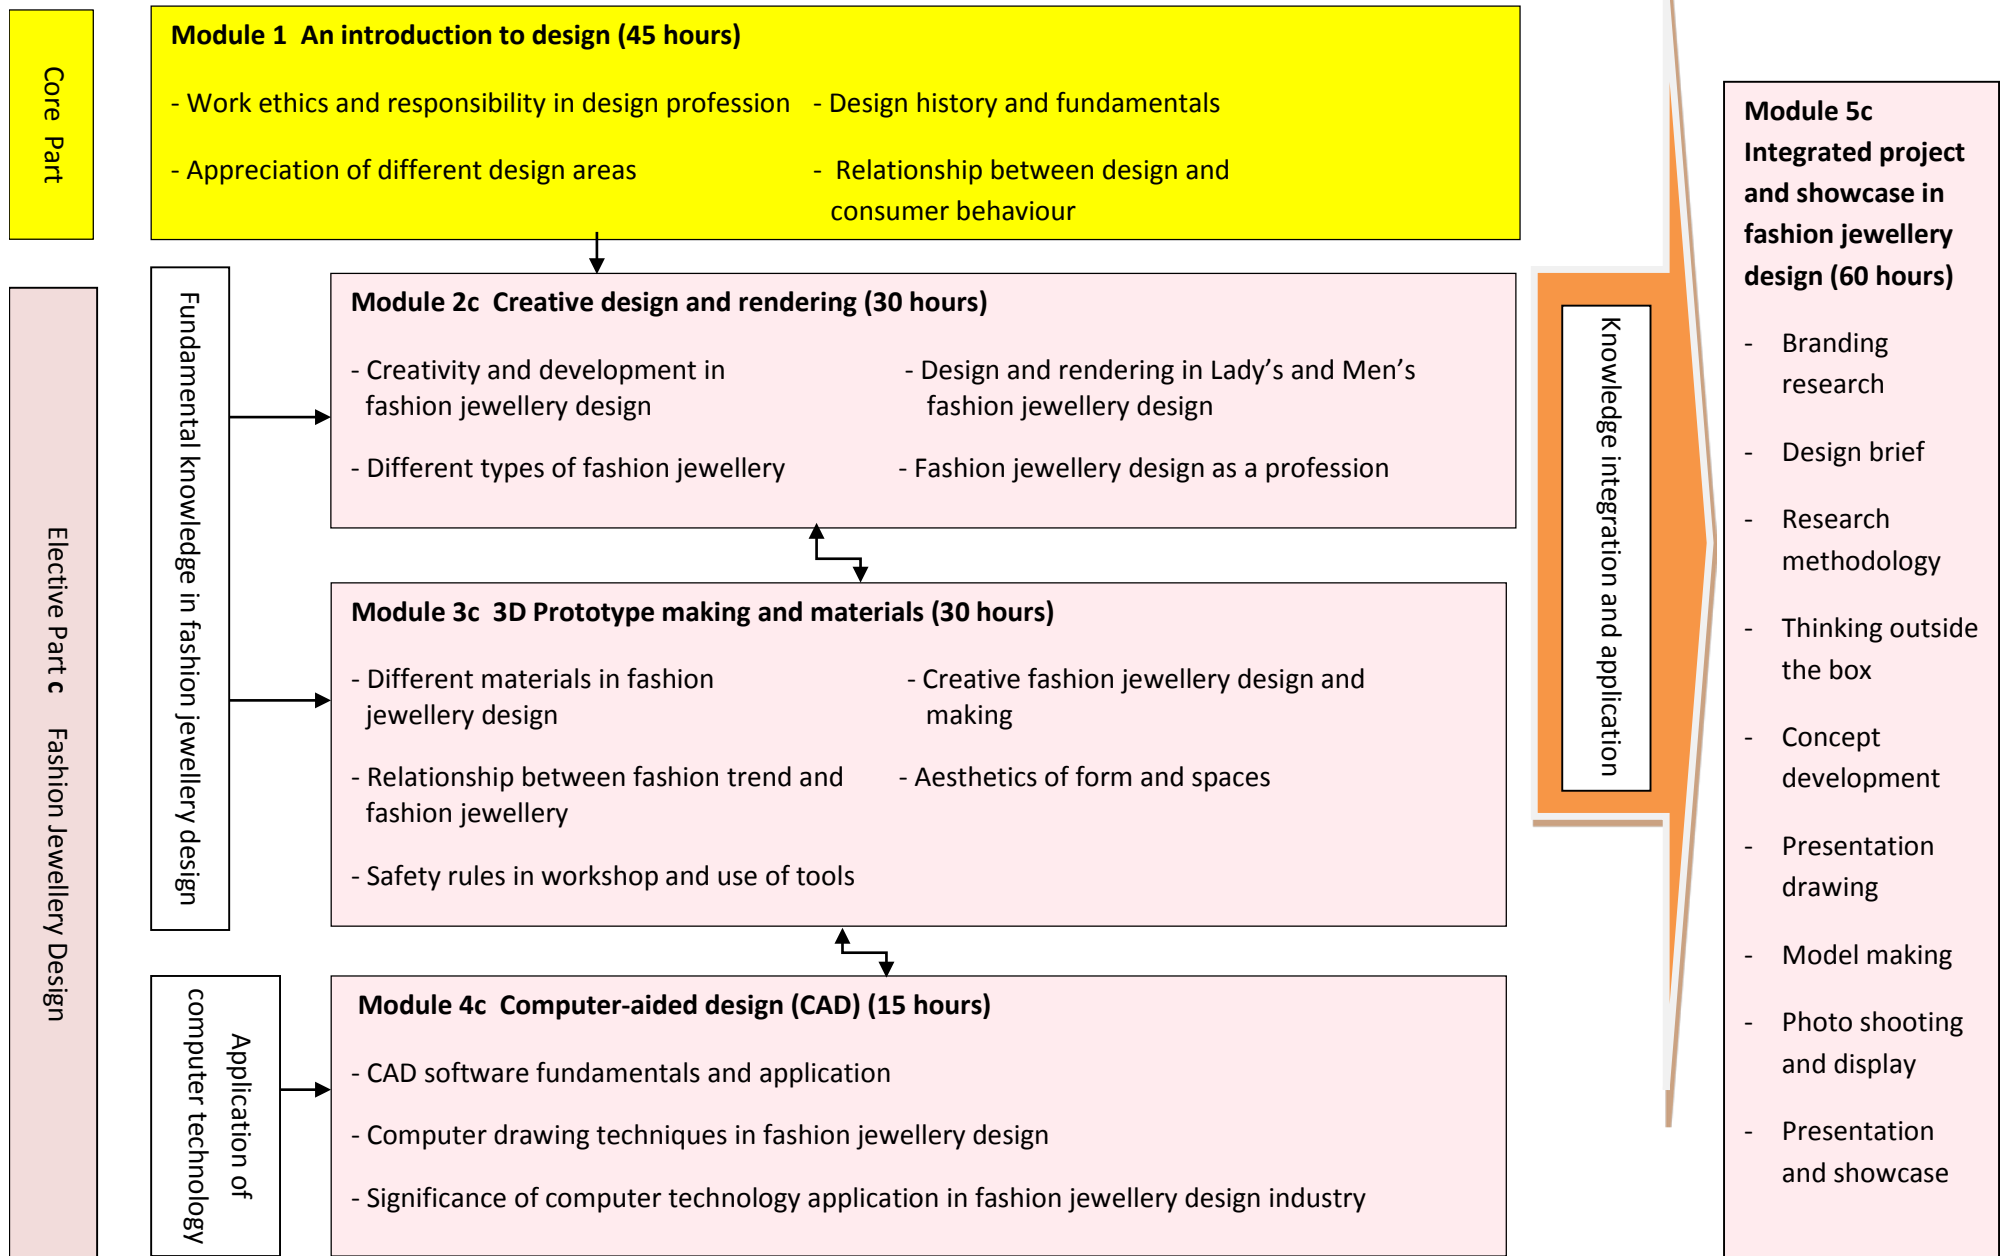 Core Part
Module 1  An introduction to design (45 hours)
- Work ethics and responsibility in design profession
- Design history and fundamentals
- Appreciation of different design areas
- Relationship between design and
consumer behaviour
Elective Part c   Fashion Jewellery Design
Fundamental knowledge in fashion jewellery design
Module 2c  Creative design and rendering (30 hours)
- Creativity and development in
fashion jewellery design
- Design and rendering in Lady’s and Men’s
fashion jewellery design
- Different types of fashion jewellery
- Fashion jewellery design as a profession
Module 3c  3D Prototype making and materials (30 hours)
- Different materials in fashion
jewellery design
- Creative fashion jewellery design and
making
- Relationship between fashion trend and
fashion jewellery
- Aesthetics of form and spaces
- Safety rules in workshop and use of tools
Application of
computer technology
Module 4c  Computer-aided design (CAD) (15 hours)
- CAD software fundamentals and application
- Computer drawing techniques in fashion jewellery design
- Significance of computer technology application in fashion jewellery design industry
Knowledge integration and application
Module 5c
Integrated project
and showcase in
fashion jewellery
design (60 hours)
- Branding
research
- Design brief
- Research
methodology
- Thinking outside
the box
- Concept
development
- Presentation
drawing
- Model making
- Photo shooting
and display
- Presentation
and showcase